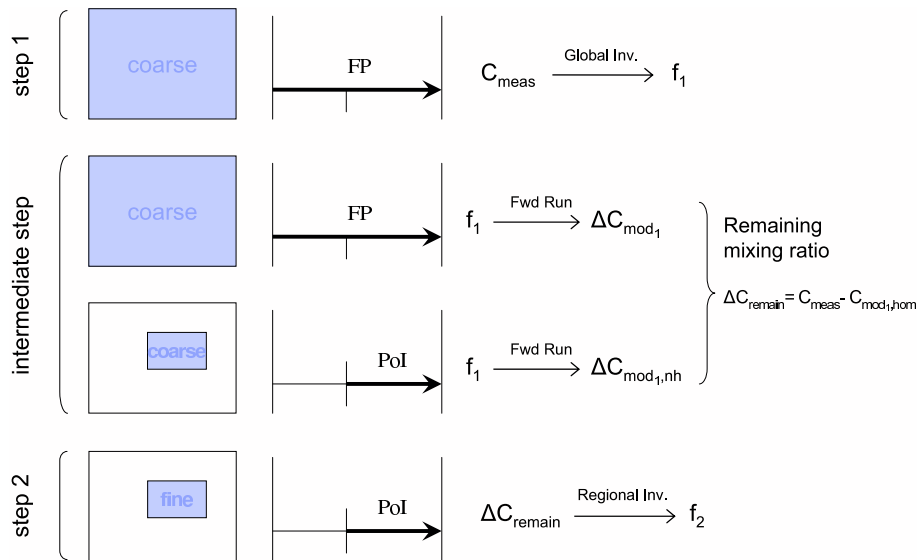 step 1
coarse
FP
C_meas
Global Inv.
f_1
intermediate step
coarse
FP
f_1
Fwd Run
ΔC_mod_1
Remaining
mixing ratio
ΔC_remain = C_meas - C_mod_1,hom
coarse
PoI
f_1
Fwd Run
ΔC_mod_1,nh
step 2
fine
PoI
ΔC_remain
Regional Inv.
f_2